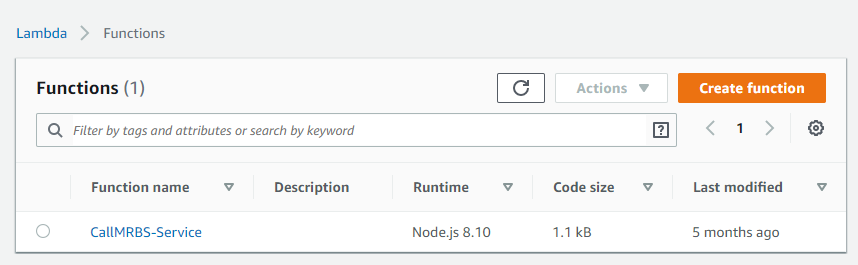 Lambda > Functions
Functions (1) Actions Create function
Filter by tags and attributes or search by keyword ? 1
Function name Description Runtime Code size Last modified
CallMRBS-Service Node.js 8.10 1.1 kB 5 months ago